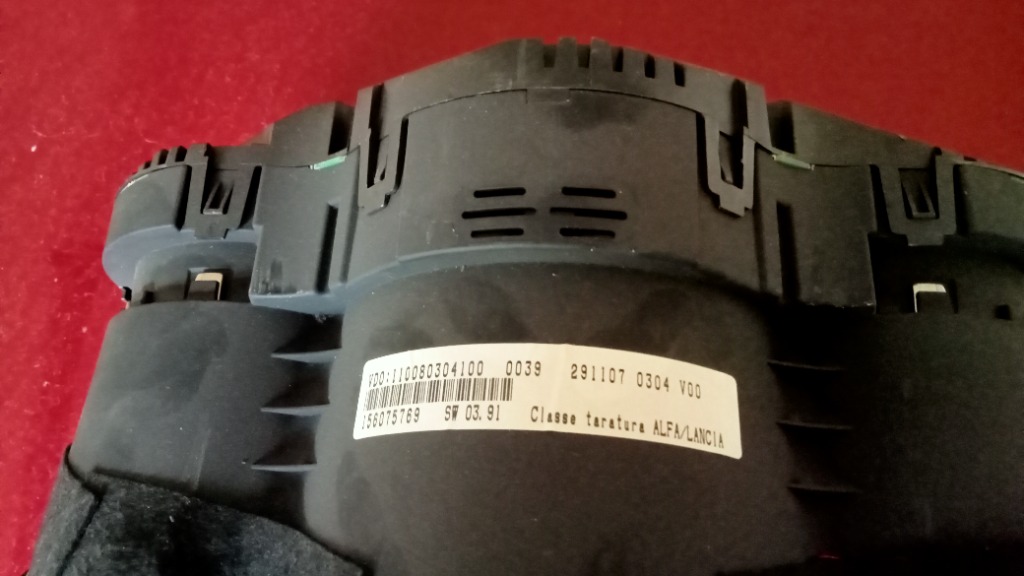 VDO:110080304100 0039 291107 0304 V00
156075769 SW 03.91 Classe taratura ALFA/LANCIA